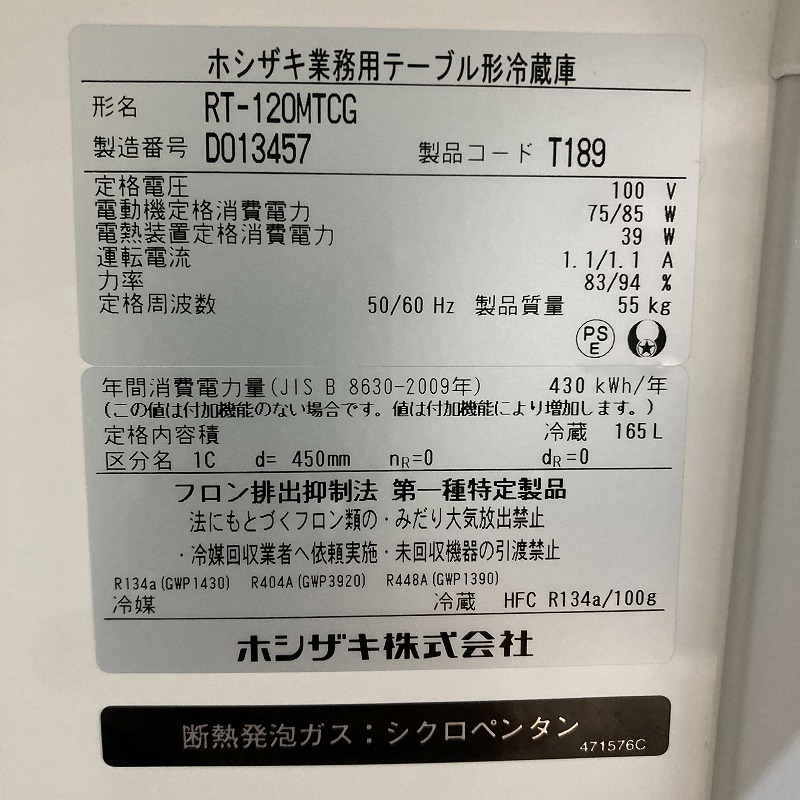 ホシザキ業務用テーブル形冷蔵庫
形名 RT-120MTCG
製造番号 D013457 製品コード T189
定格電圧 100 V
電動機定格消費電力 75/85 W
電熱装置定格消費電力 39 W
運転電流 1.1/1.1 A
力率 83/94 %
定格周波数 50/60 Hz 製品質量 55 kg
PS E
年間消費電力量(JIS B 8630-2009年) 430 kWh/年
(この値は付加機能のない場合です。値は付加機能により増加します。)
定格内容積 冷蔵 165L
区分名 1C d= 450mm nR=0 dR=0
フロン排出抑制法 第一種特定製品
法にもとづくフロン類の・みだり大気放出禁止
・冷媒回収業者へ依頼実施・未回収機器の引渡禁止
R134a(GWP1430) R404A(GWP3920) R448A(GWP1390)
冷媒 冷蔵 HFC R134a/100g
ホシザキ株式会社
断熱発泡ガス：シクロペンタン
471576C